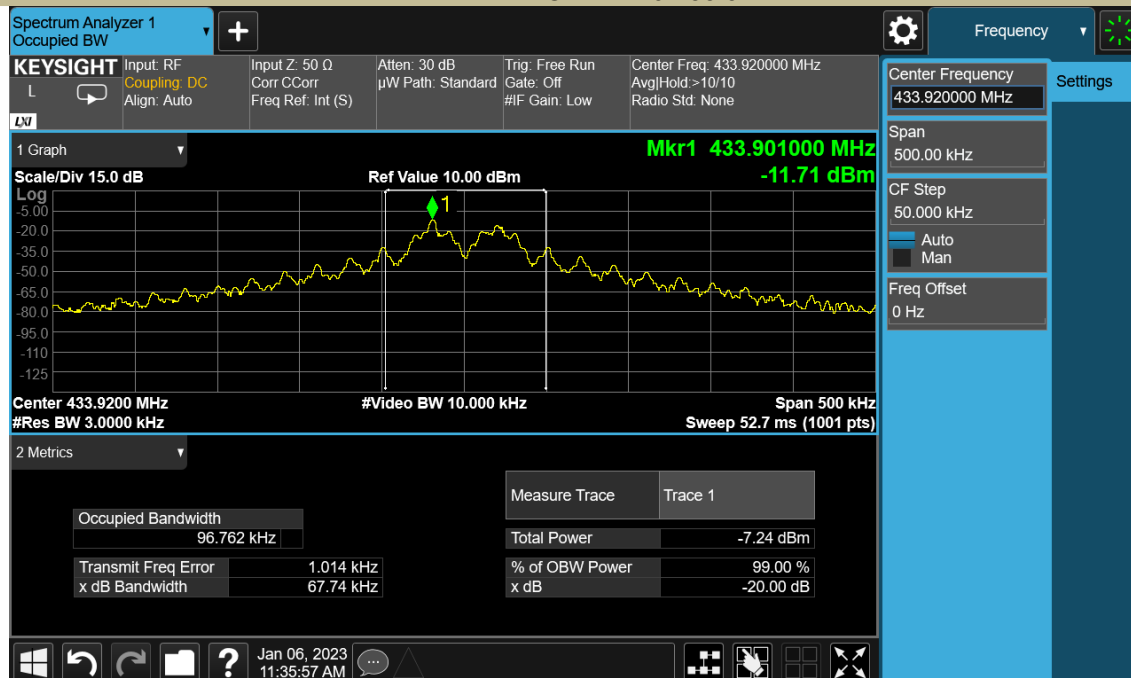 Spectrum Analyzer 1
Occupied BW
Frequency
KEYSIGHT
L
LXI
Input: RF
Coupling: DC
Align: Auto
Input Z: 50 Ω
Corr CCorr
Freq Ref: Int (S)
Atten: 30 dB
µW Path: Standard
Trig: Free Run
Gate: Off
#IF Gain: Low
Center Freq: 433.920000 MHz
Avg|Hold:>10/10
Radio Std: None
1 Graph
Mkr1 433.901000 MHz
-11.71 dBm
Scale/Div 15.0 dB
Ref Value 10.00 dBm
Log
1
-5.00
-20.0
-35.0
-50.0
-65.0
-80.0
-95.0
-110
-125
Center 433.9200 MHz
#Video BW 10.000 kHz
Span 500 kHz
#Res BW 3.0000 kHz
Sweep 52.7 ms (1001 pts)
2 Metrics
Measure Trace
Trace 1
Occupied Bandwidth
96.762 kHz
Total Power
-7.24 dBm
Transmit Freq Error
1.014 kHz
% of OBW Power
99.00 %
x dB Bandwidth
67.74 kHz
x dB
-20.00 dB
Center Frequency
433.920000 MHz
Settings
Span
500.00 kHz
CF Step
50.000 kHz
Auto
Man
Freq Offset
0 Hz
?
Jan 06, 2023
11:35:57 AM